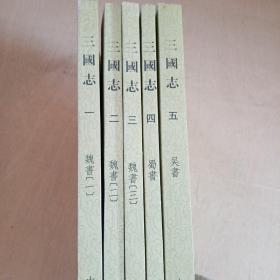 三國志 一 魏書〔一〕
三國志 二 魏書〔二〕
三國志 三 魏書〔三〕
三國志 四 蜀書
三國志 五 吴書